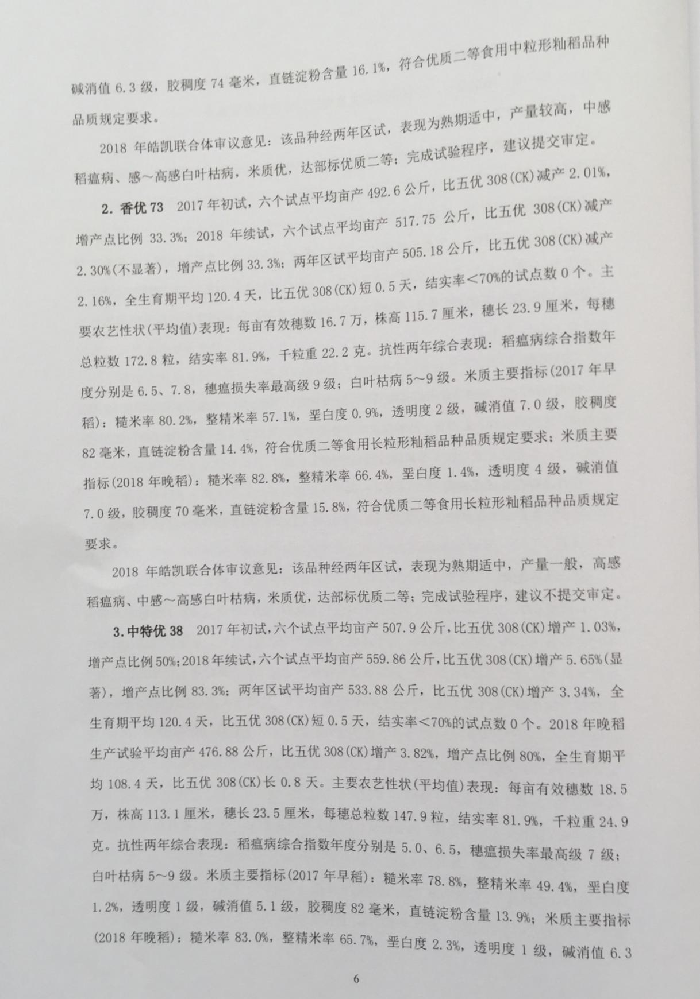 碱消值 6.3 级，胶稠度 74 毫米，直链淀粉含量 16.1%，符合优质二等食用中粒形籼稻品种
品质规定要求。
2018 年皓凯联合体审议意见：该品种经两年区试，表现为熟期适中，产量较高，中感
稻瘟病、感～高感白叶枯病，米质优，达部标优质二等；完成试验程序，建议提交审定。
2. 香优 73 2017 年初试，六个试点平均亩产 492.6 公斤，比五优 308(CK)减产 2.01%，
增产点比例 33.3%；2018 年续试，六个试点平均亩产 517.75 公斤，比五优 308(CK)减产
2.30%(不显著)，增产点比例 33.3%；两年区试平均亩产 505.18 公斤，比五优 308(CK)减产
2.16%，全生育期平均 120.4 天，比五优 308(CK)短 0.5 天，结实率＜70%的试点数 0 个。主
要农艺性状(平均值)表现：每亩有效穗数 16.7 万，株高 115.7 厘米，穗长 23.9 厘米，每穗
总粒数 172.8 粒，结实率 81.9%，千粒重 22.2 克。抗性两年综合表现：稻瘟病综合指数年
度分别是 6.5、7.8，穗瘟损失率最高级 9 级；白叶枯病 5～9 级。米质主要指标(2017 年早
稻)：糙米率 80.2%，整精米率 57.1%，垩白度 0.9%，透明度 2 级，碱消值 7.0 级，胶稠度
82 毫米，直链淀粉含量 14.4%，符合优质二等食用长粒形籼稻品种品质规定要求；米质主要
指标(2018 年晚稻)：糙米率 82.8%，整精米率 66.4%，垩白度 1.4%，透明度 4 级，碱消值
7.0 级，胶稠度 70 毫米，直链淀粉含量 15.8%，符合优质二等食用长粒形籼稻品种品质规定
要求。
2018 年皓凯联合体审议意见：该品种经两年区试，表现为熟期适中，产量一般，高感
稻瘟病、中感～高感白叶枯病，米质优，达部标优质二等；完成试验程序，建议不提交审定。
3.中特优 38 2017 年初试，六个试点平均亩产 507.9 公斤，比五优 308(CK)增产 1.03%，
增产点比例 50%；2018 年续试，六个试点平均亩产 559.86 公斤，比五优 308(CK)增产 5.65%(显
著)，增产点比例 83.3%；两年区试平均亩产 533.88 公斤，比五优 308(CK)增产 3.34%，全
生育期平均 120.4 天，比五优 308(CK)短 0.5 天，结实率＜70%的试点数 0 个。2018 年晚稻
生产试验平均亩产 476.88 公斤，比五优 308(CK)增产 3.82%，增产点比例 80%，全生育期平
均 108.4 天，比五优 308(CK)长 0.8 天。主要农艺性状(平均值)表现：每亩有效穗数 18.5
万，株高 113.1 厘米，穗长 23.5 厘米，每穗总粒数 147.9 粒，结实率 81.9%，千粒重 24.9
克。抗性两年综合表现：稻瘟病综合指数年度分别是 5.0、6.5，穗瘟损失率最高级 7 级；
白叶枯病 5～9 级。米质主要指标(2017 年早稻)：糙米率 78.8%，整精米率 49.4%，垩白度
1.2%，透明度 1 级，碱消值 5.1 级，胶稠度 82 毫米，直链淀粉含量 13.9%；米质主要指标
(2018 年晚稻)：糙米率 83.0%，整精米率 65.7%，垩白度 2.3%，透明度 1 级，碱消值 6.3
6